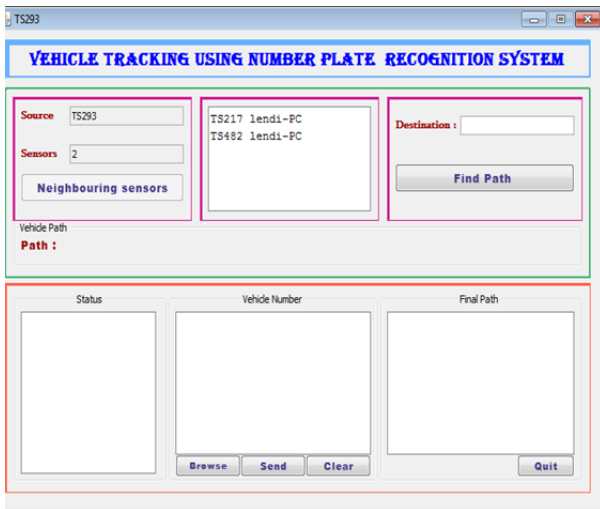 TS293
VEHICLE TRACKING USING NUMBER PLATE RECOGNITION SYSTEM
Source TS293
Sensors 2
Neighbouring sensors
TS217 lendi-PC
TS482 lendi-PC
Destination :
Find Path
Vehicle Path
Path :
Status
Vehicle Number
Final Path
Browse
Send
Clear
Quit